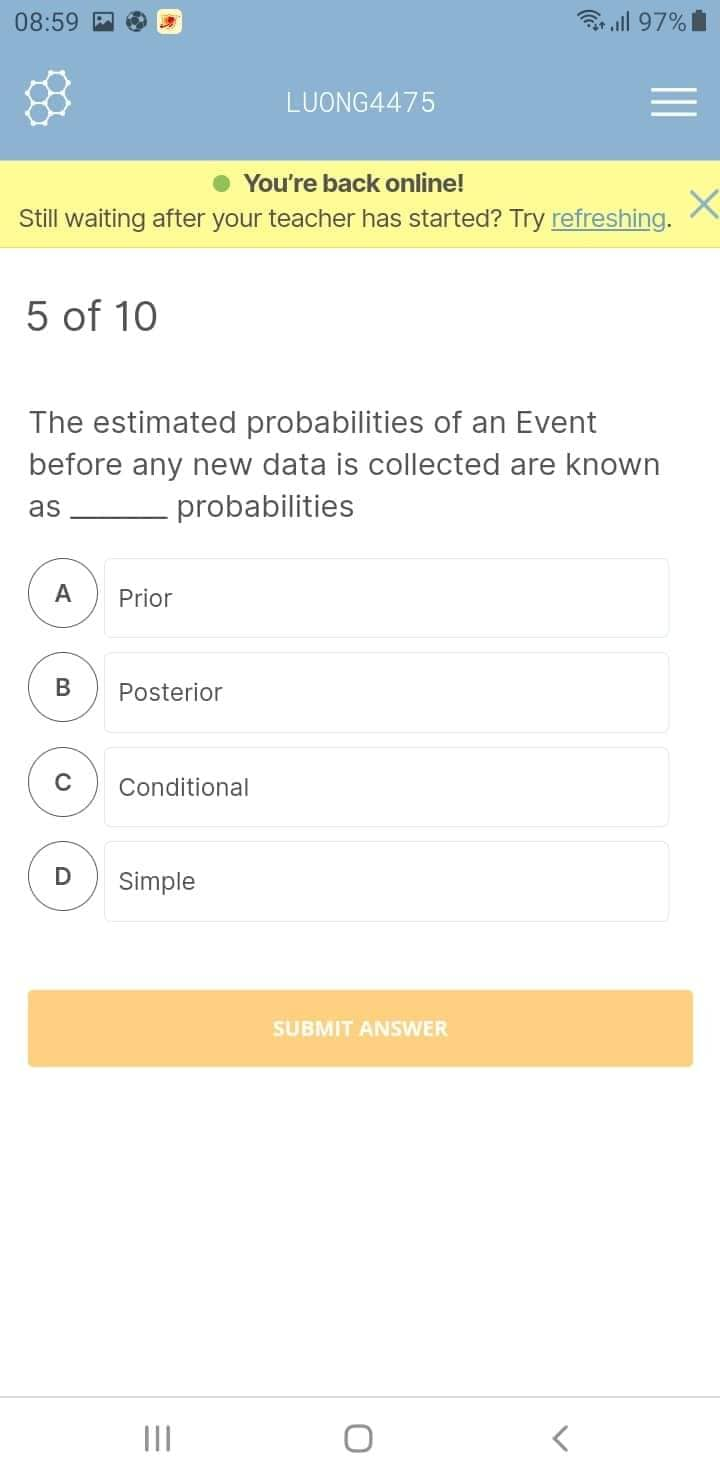 08:59 97%
LUONG4475
You're back online!
Still waiting after your teacher has started? Try refreshing.
5 of 10
The estimated probabilities of an Event
before any new data is collected are known
as _______ probabilities
A Prior
B Posterior
C Conditional
D Simple
SUBMIT ANSWER